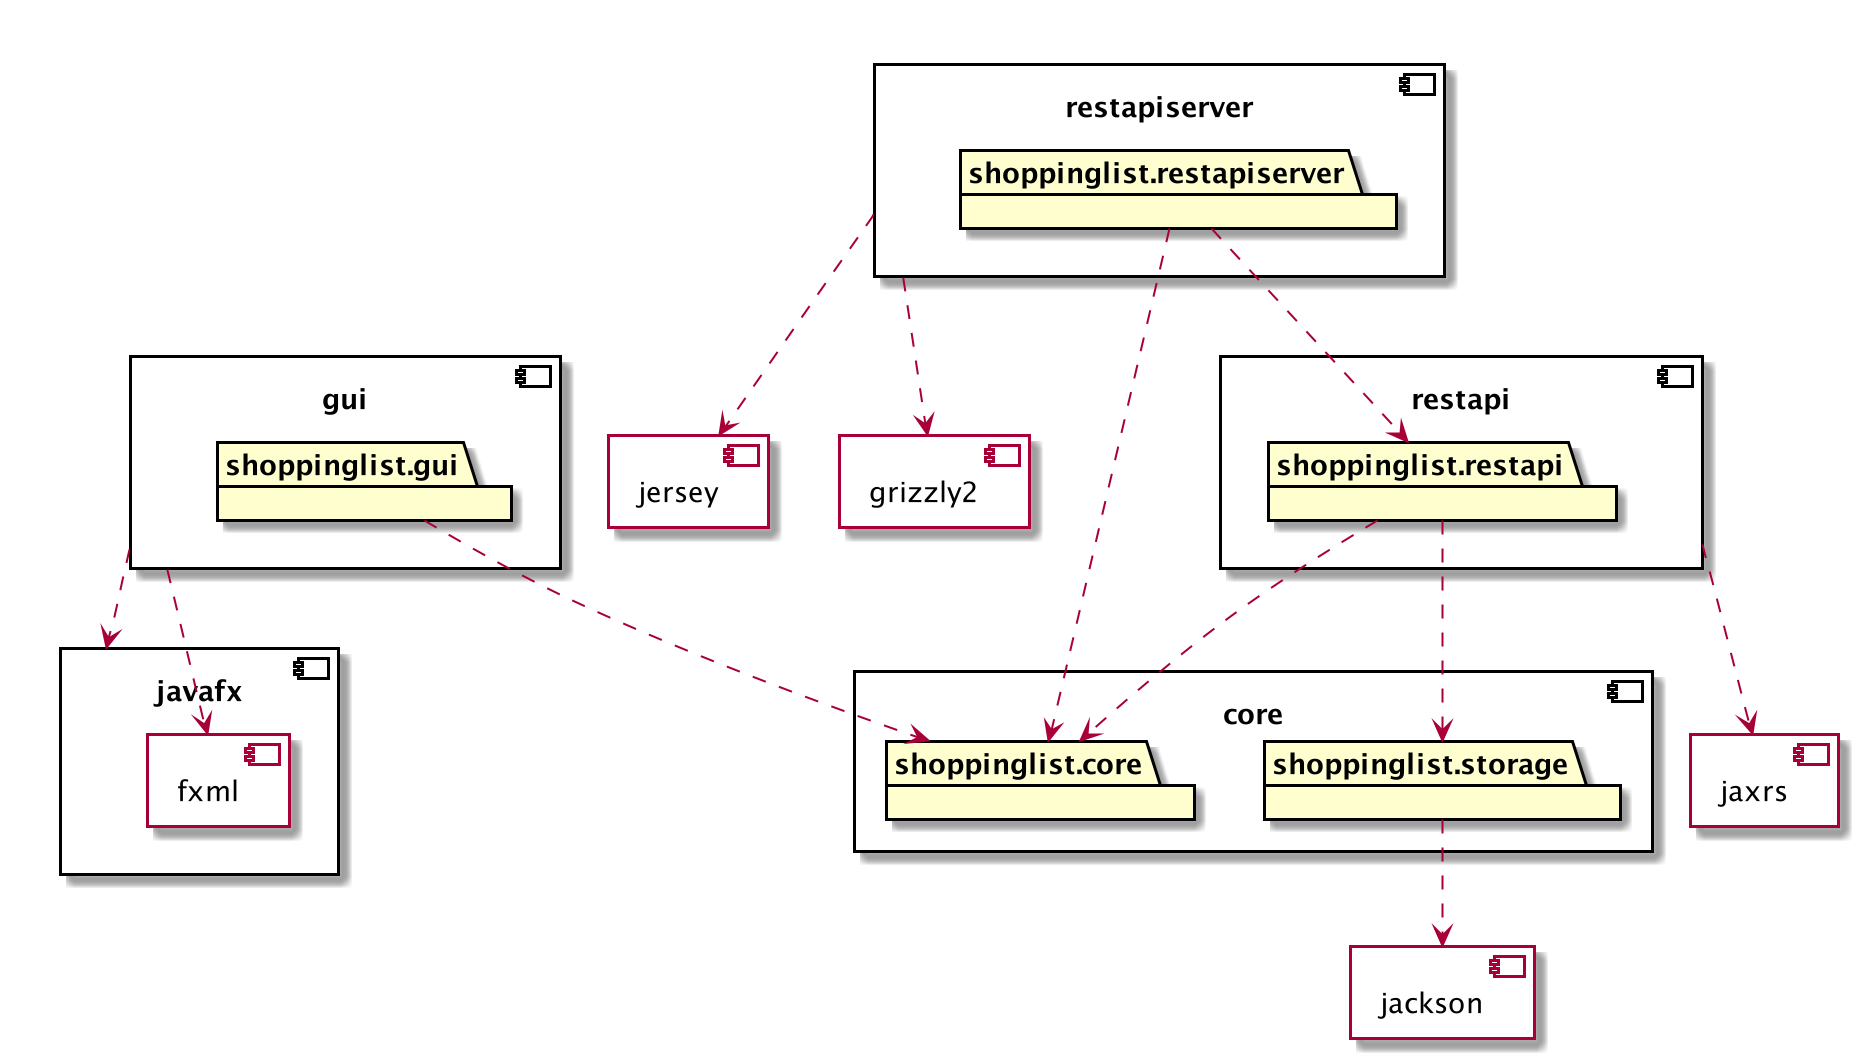 restapiserver
shoppinglist.restapiserver
gui
shoppinglist.gui
jersey
grizzly2
restapi
shoppinglist.restapi
javafx
fxml
core
shoppinglist.core
shoppinglist.storage
jaxrs
jackson